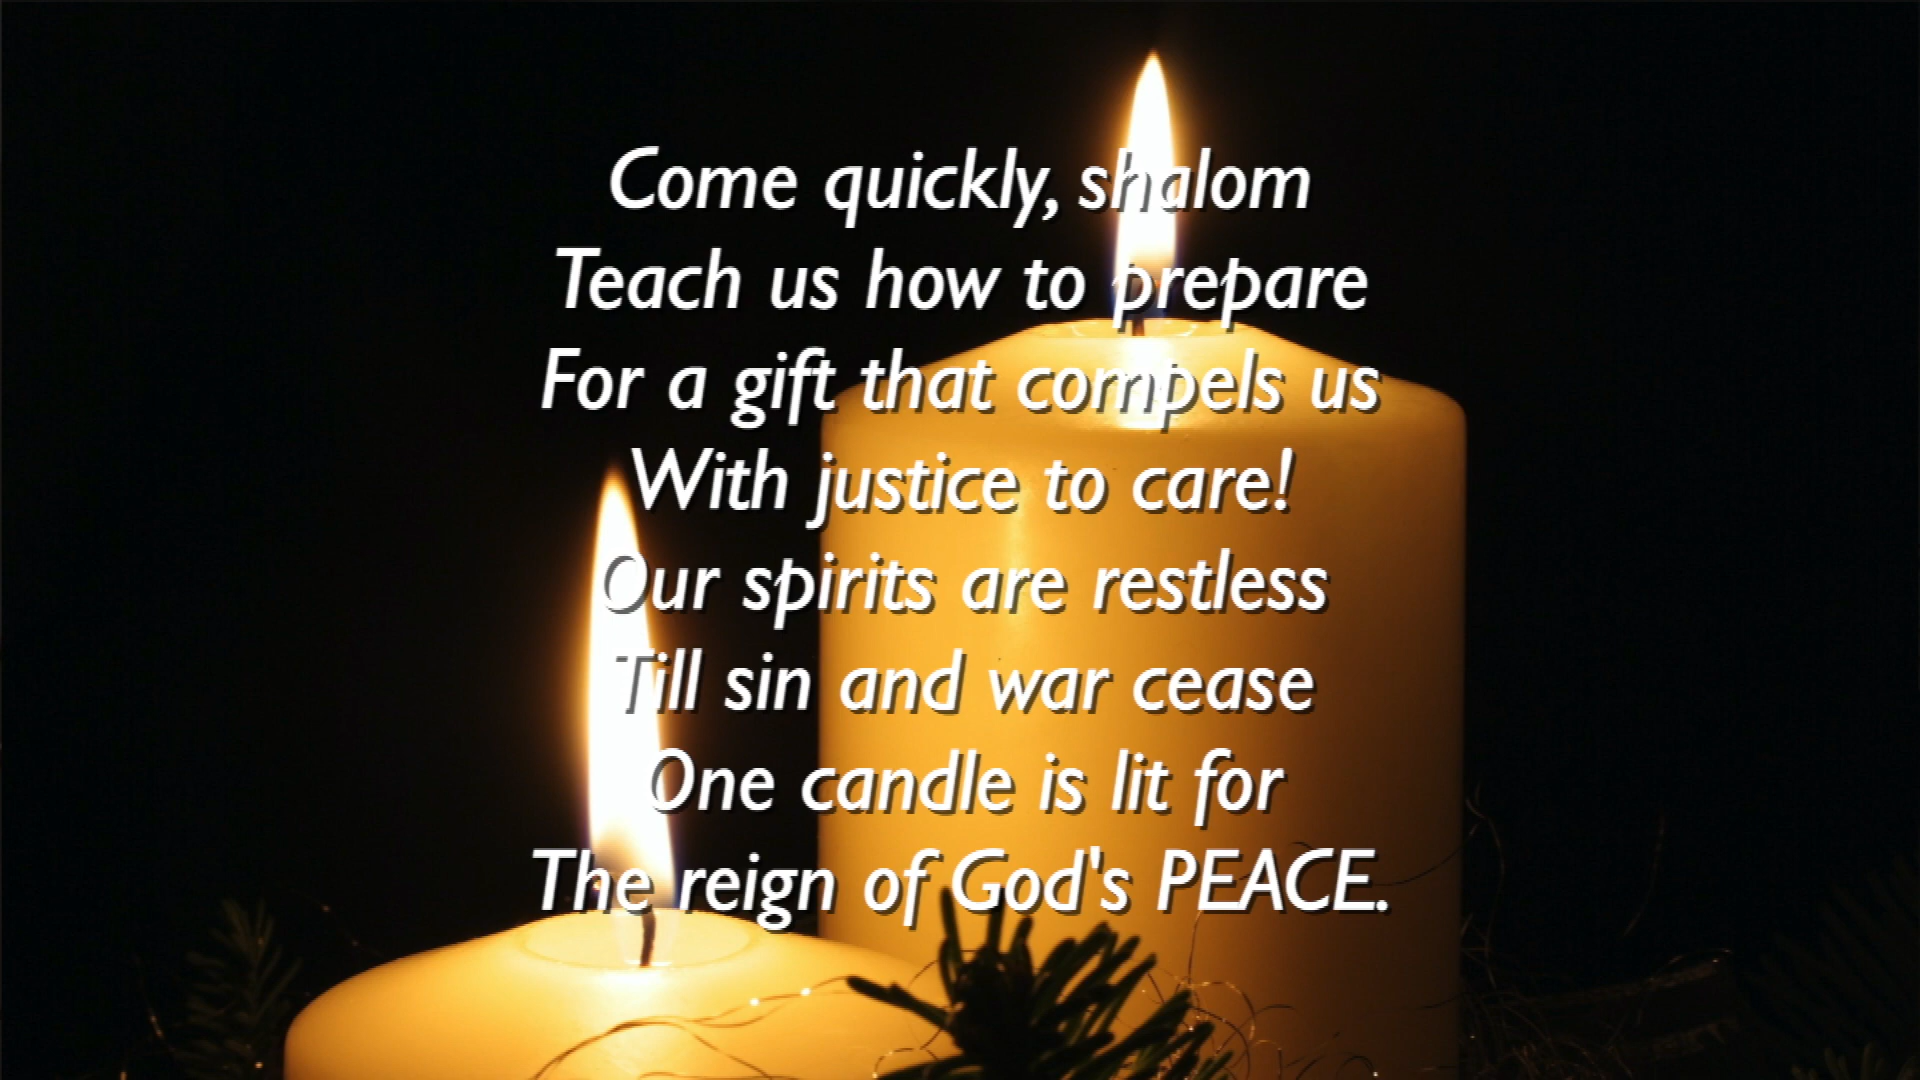 Come quickly, shalom
Teach us how to prepare
For a gift that compels us
With justice to care!
Our spirits are restless
Till sin and war cease
One candle is lit for
The reign of God's PEACE.